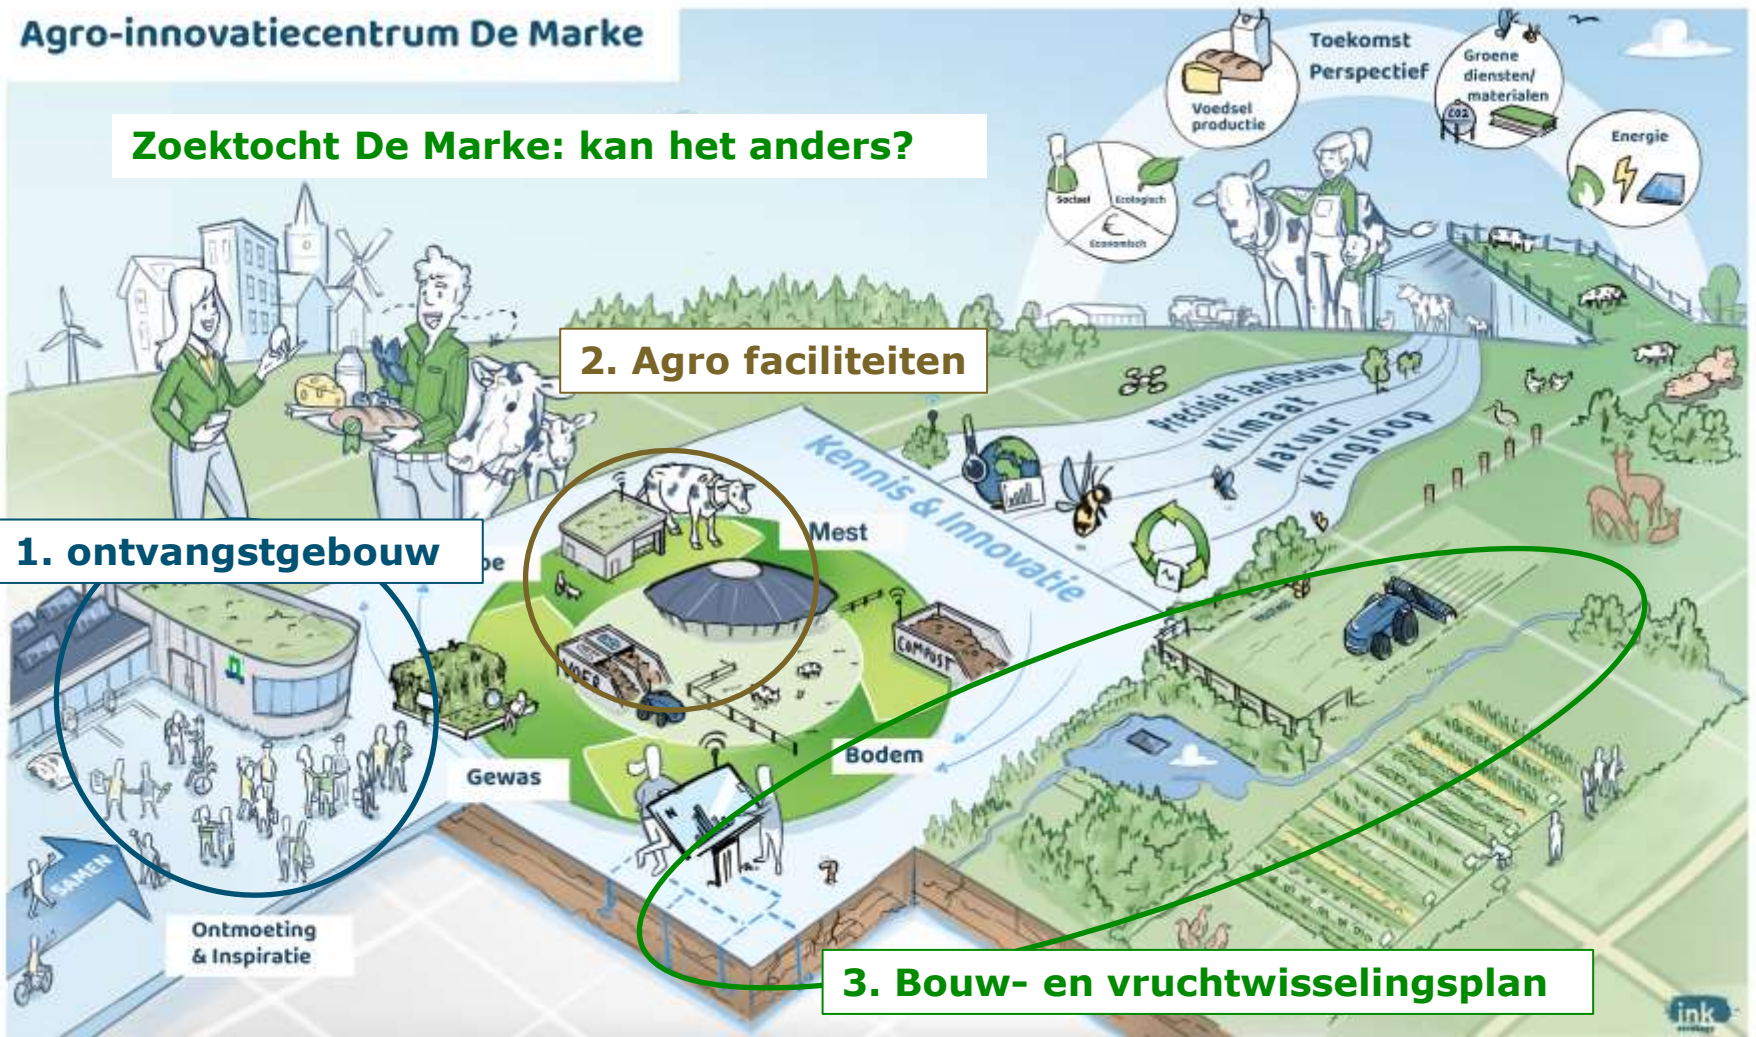 Agro-innovatiecentrum De Marke
Zoektocht De Marke: kan het anders?
Toekomst
Perspectief
Voedsel
productie
Groene
diensten/
materialen
CO2
Energie
Sociaal
Ecologisch
€
Economisch
2. Agro faciliteiten
Precisie landbouw
Klimaat
Natuur
Kringloop
Kennis & Innovatie
Mest
1. ontvangstgebouw
COMPOST
Bodem
Gewas
SAMEN
Ontmoeting
& Inspiratie
3. Bouw- en vruchtwisselingsplan
ink